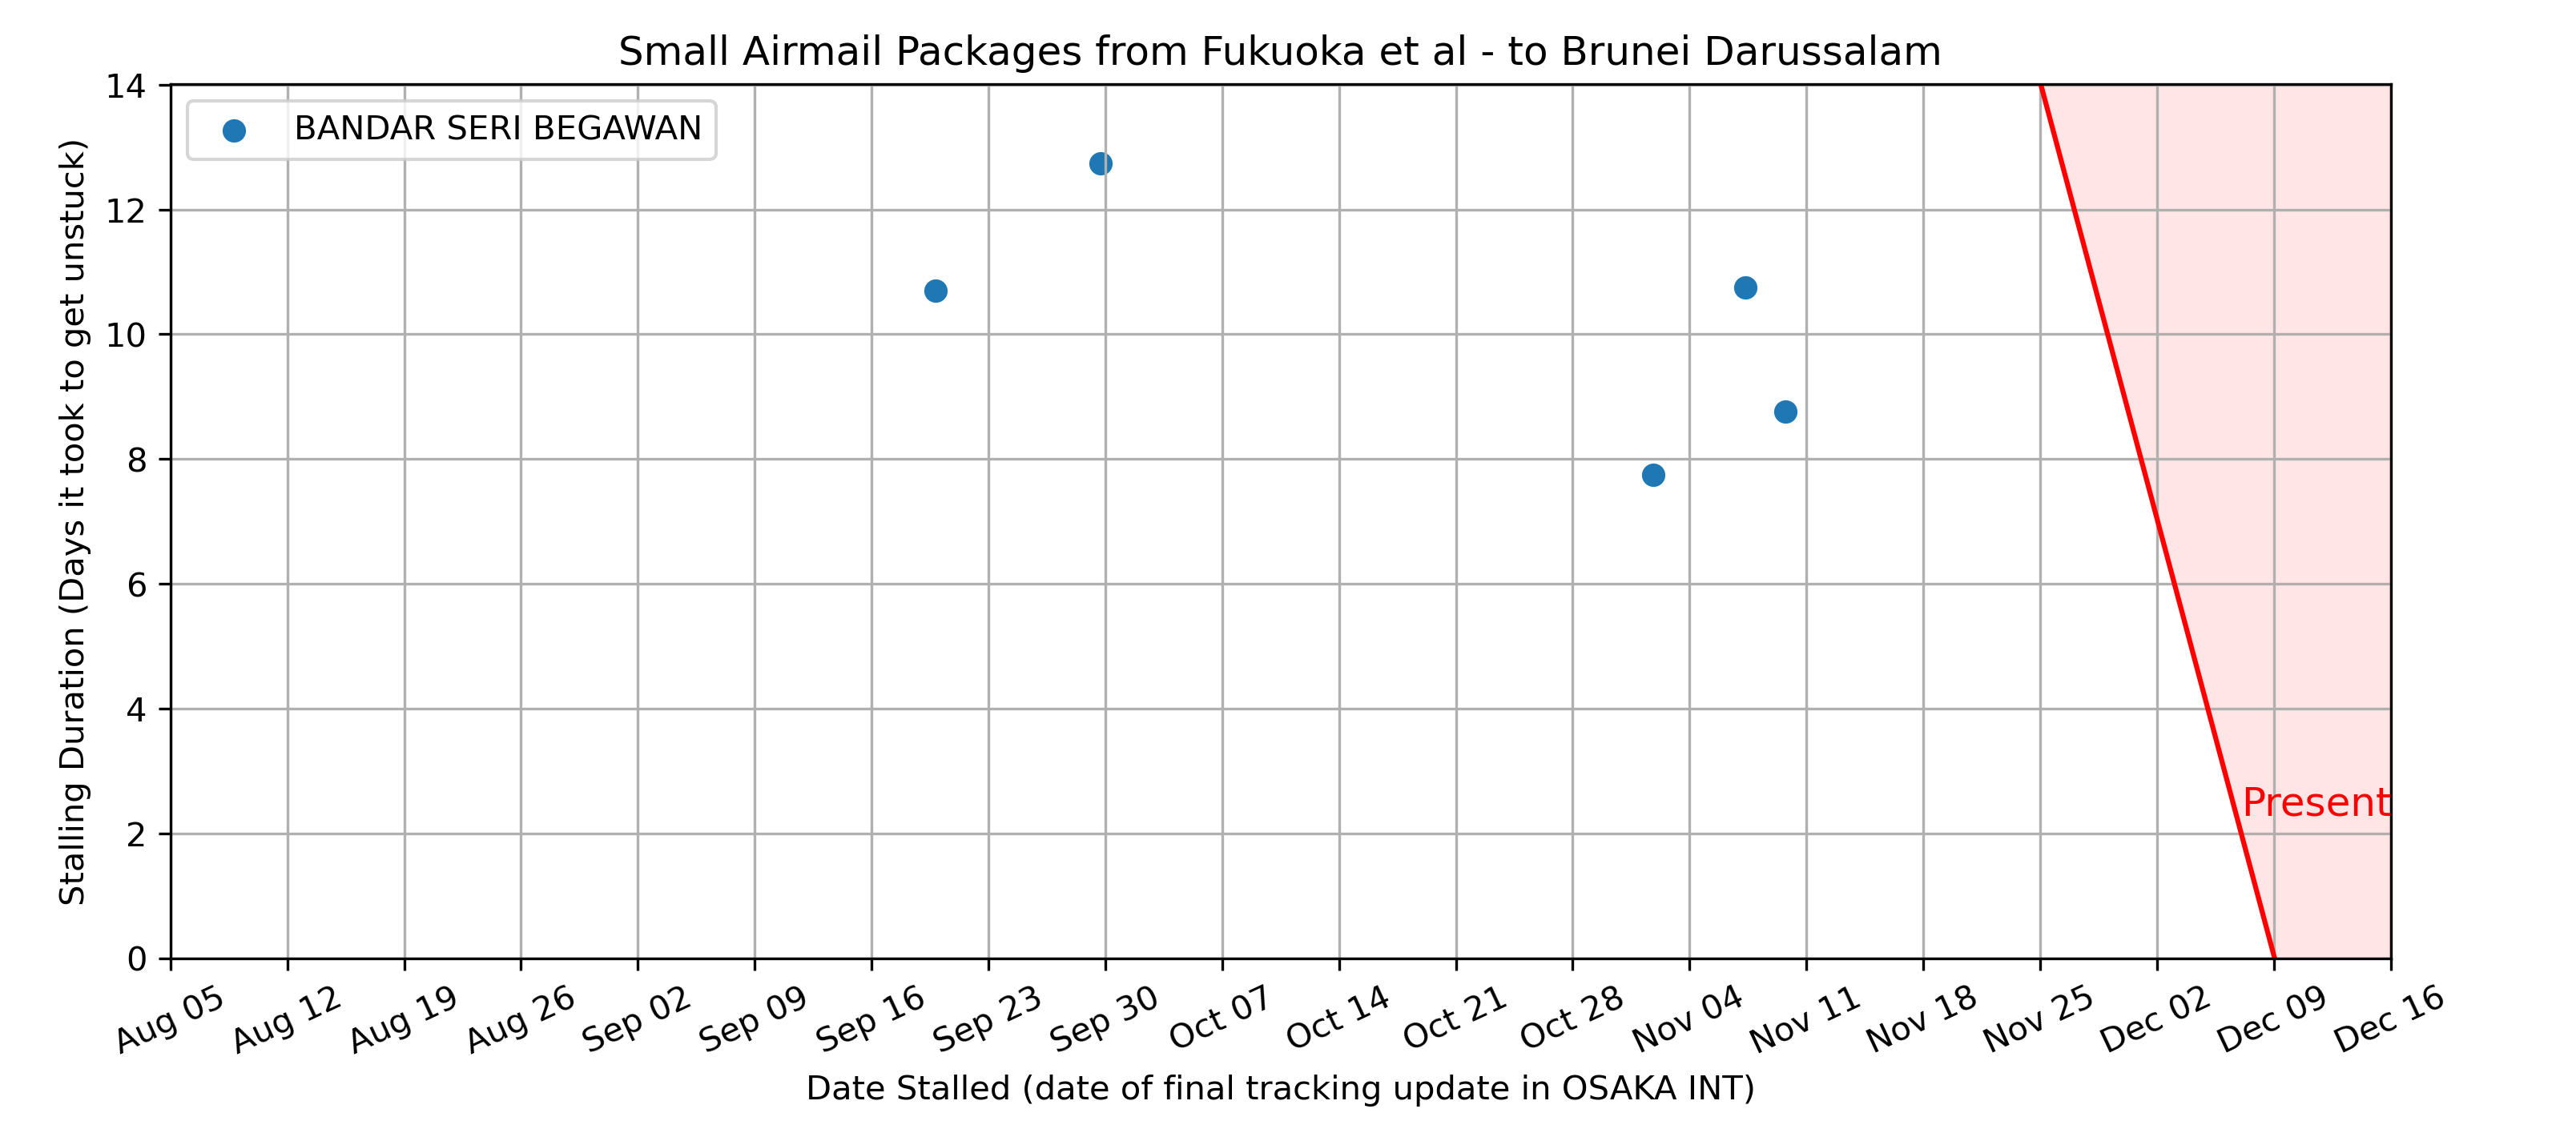 Small Airmail Packages from Fukuoka et al - to Brunei Darussalam
BANDAR SERI BEGAWAN
Stalling Duration (Days it took to get unstuck)
14
12
10
8
6
4
2
0
Present
Aug 05
Aug 12
Aug 19
Aug 26
Sep 02
Sep 09
Sep 16
Sep 23
Sep 30
Oct 07
Oct 14
Oct 21
Oct 28
Nov 04
Nov 11
Nov 18
Nov 25
Dec 02
Dec 09
Dec 16
Date Stalled (date of final tracking update in OSAKA INT)